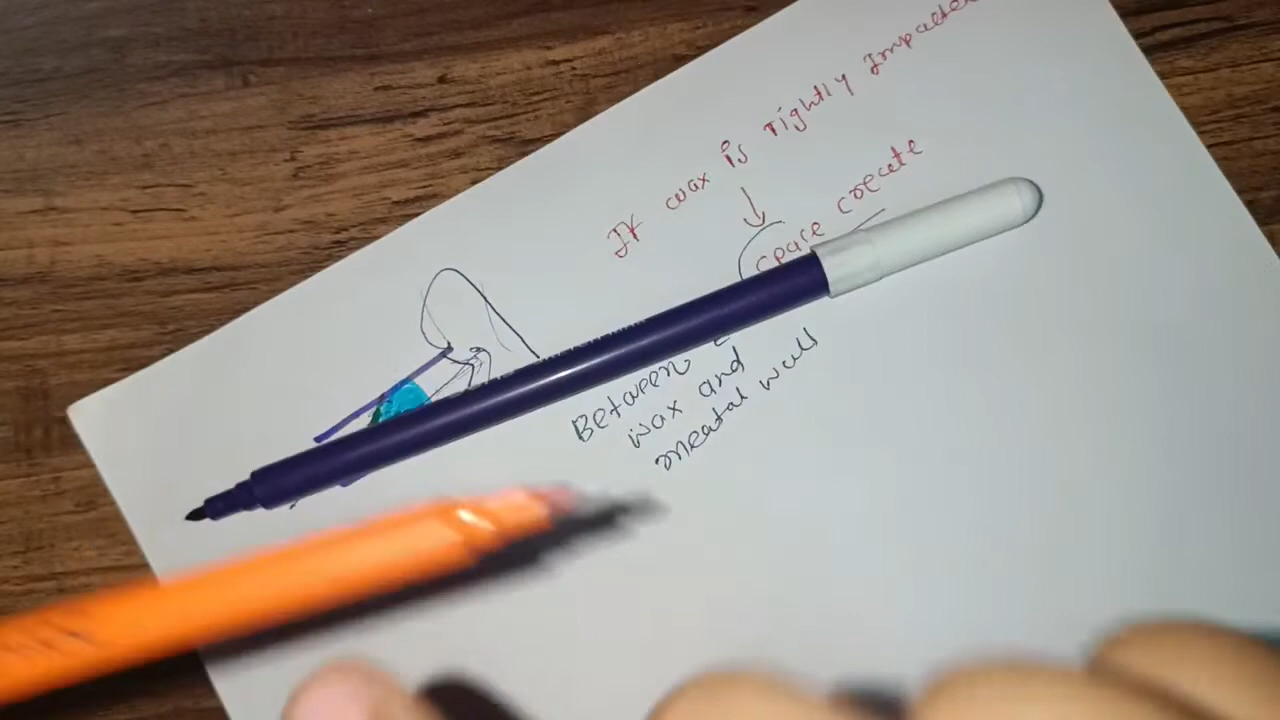 If wax is tightly Impacted
space create
Between
wax and
meatal wall